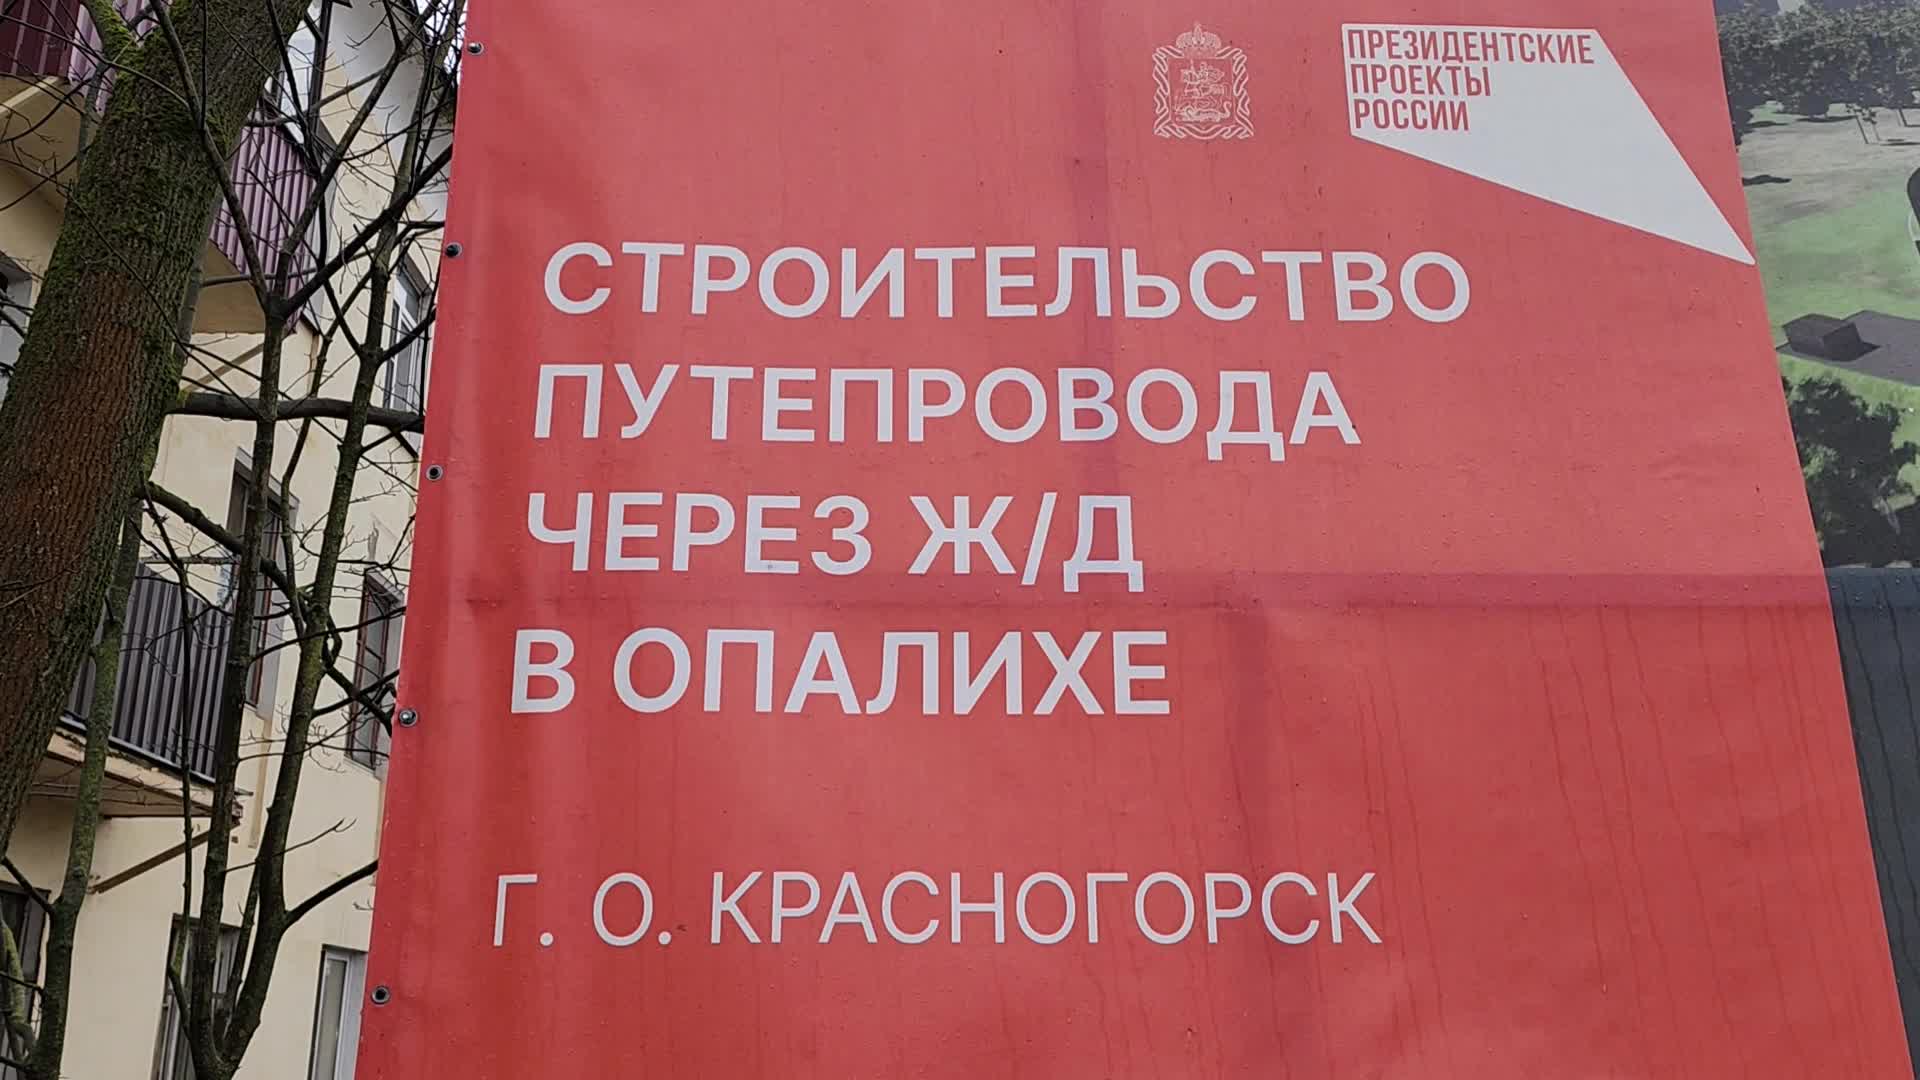 ПРЕЗИДЕНТСКИЕ
ПРОЕКТЫ
РОССИИ
СТРОИТЕЛЬСТВО
ПУТЕПРОВОДА
ЧЕРЕЗ Ж/Д
В ОПАЛИХЕ
Г. О. КРАСНОГОРСК